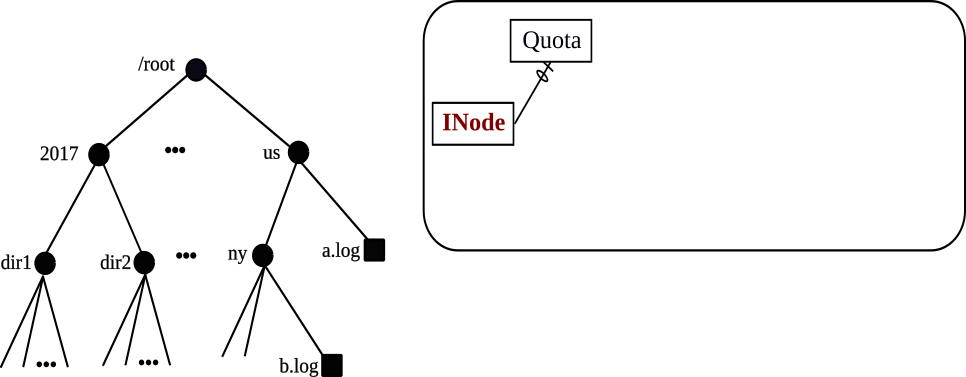 /root
2017
•••
us
dir1
dir2
•••
ny
a.log
•••
•••
b.log
Quota
INode